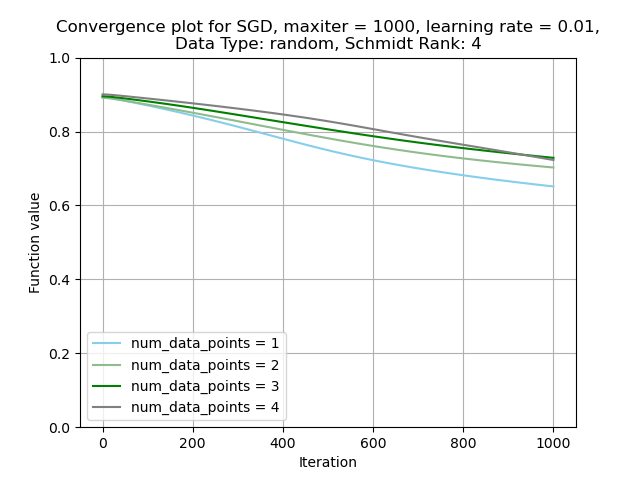 Convergence plot for SGD, maxiter = 1000, learning rate = 0.01,
Data Type: random, Schmidt Rank: 4
1.0
0.8
0.6
0.4
0.2
0.0
Function value
num_data_points = 1
num_data_points = 2
num_data_points = 3
num_data_points = 4
0 200 400 600 800 1000
Iteration